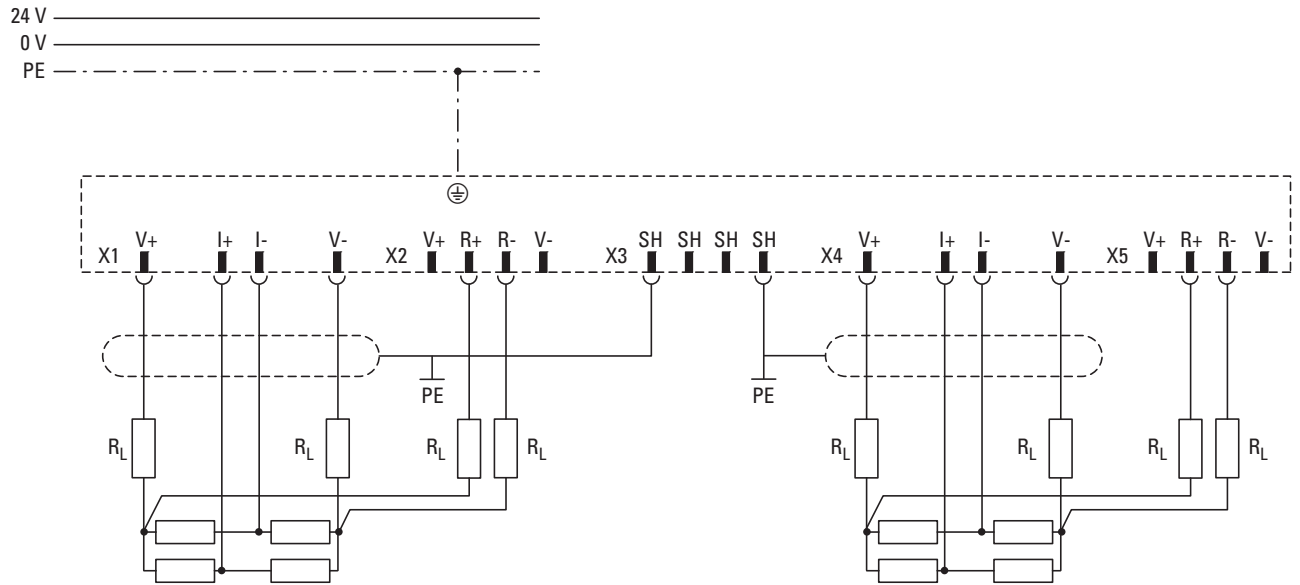 24 V
0 V
PE
X1 V+ I+ I- V- X2 V+ R+ R- V- X3 SH SH SH SH X4 V+ I+ I- V- X5 V+ R+ R- V-
PE PE
RL RL RL RL RL RL RL RL